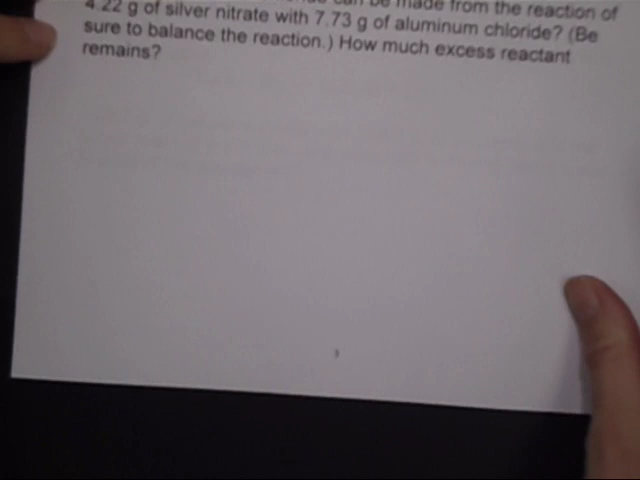 can be made from the reaction of
4.22 g of silver nitrate with 7.73 g of aluminum chloride? (Be
sure to balance the reaction.) How much excess reactant
remains?